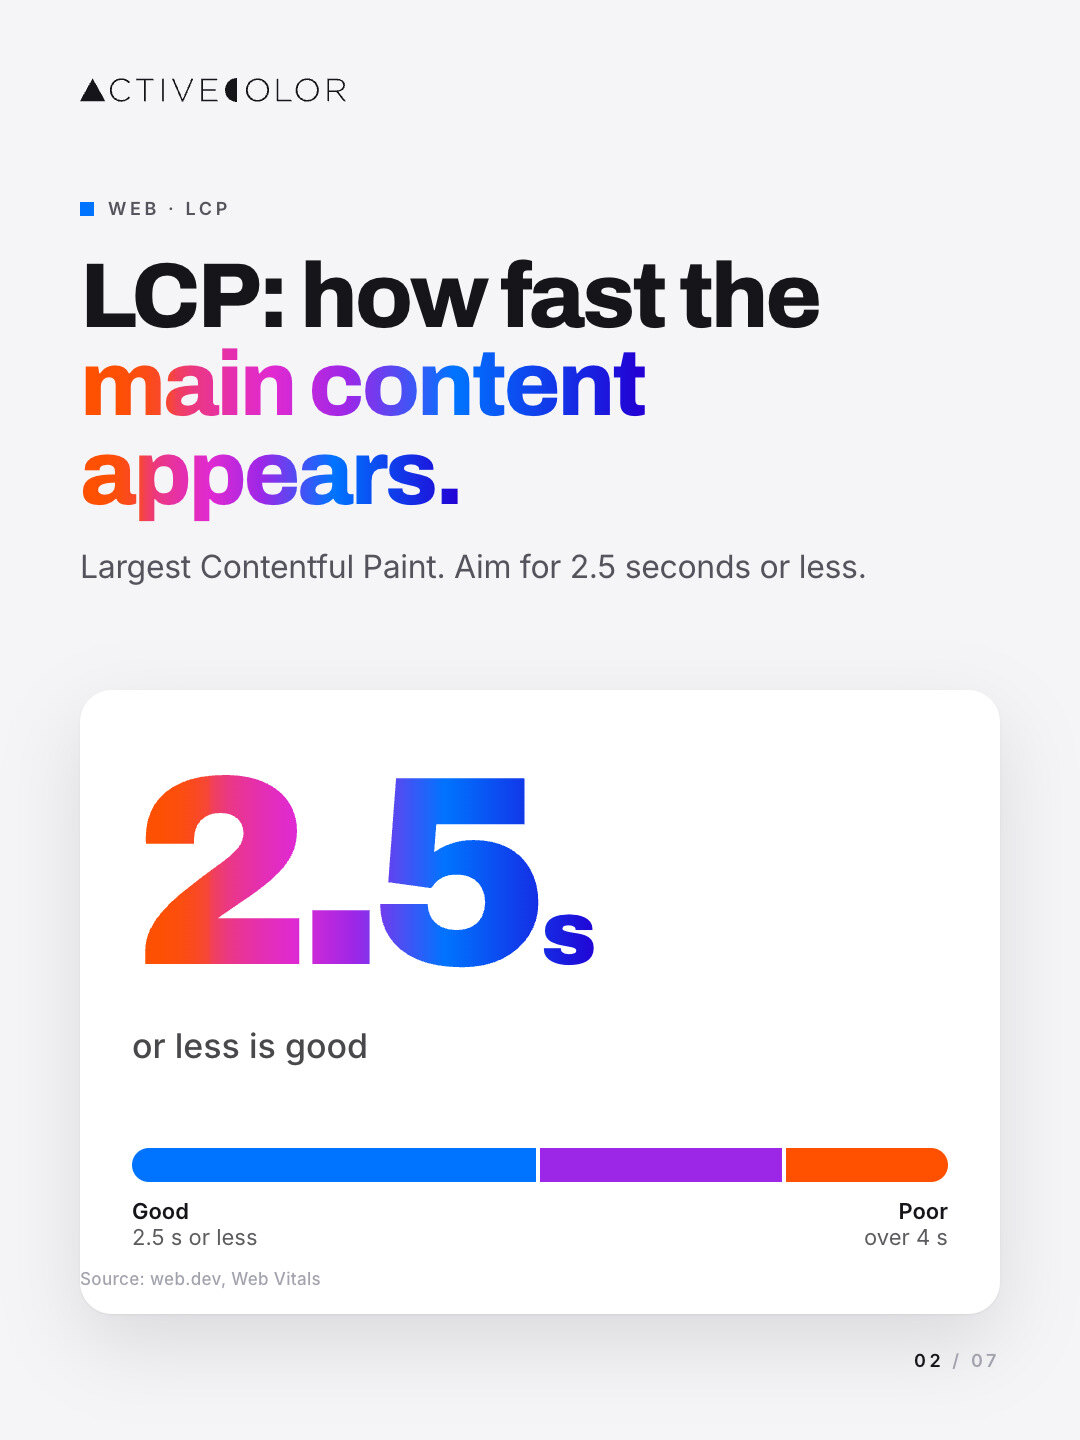 ACTIVECOLOR
WEB · LCP
LCP: how fast the
main content
appears.
Largest Contentful Paint. Aim for 2.5 seconds or less.
2.5s
or less is good
Good
2.5 s or less
Poor
over 4 s
Source: web.dev, Web Vitals
02 / 07